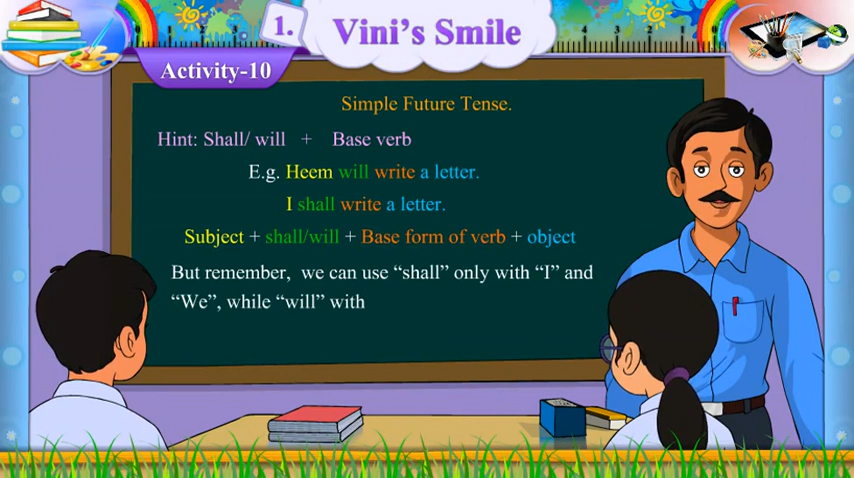 1.
Vini's Smile
Activity-10
Simple Future Tense.
Hint: Shall/ will + Base verb
E.g. Heem will write a letter.
I shall write a letter.
Subject + shall/will + Base form of verb + object
But remember, we can use “shall” only with “I” and
“We”, while “will” with